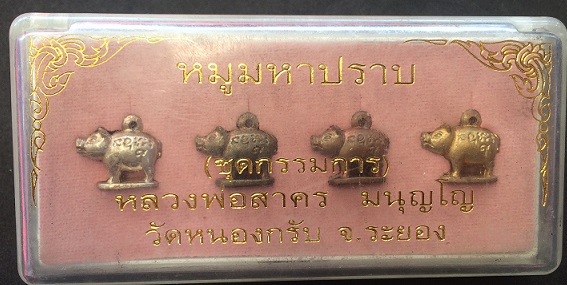 หมูมหาปราบ
(ชุดกรรมการ)
หลวงพ่อสาคร มนุญโญ
วัดหนองกรับ จ.ระยอง